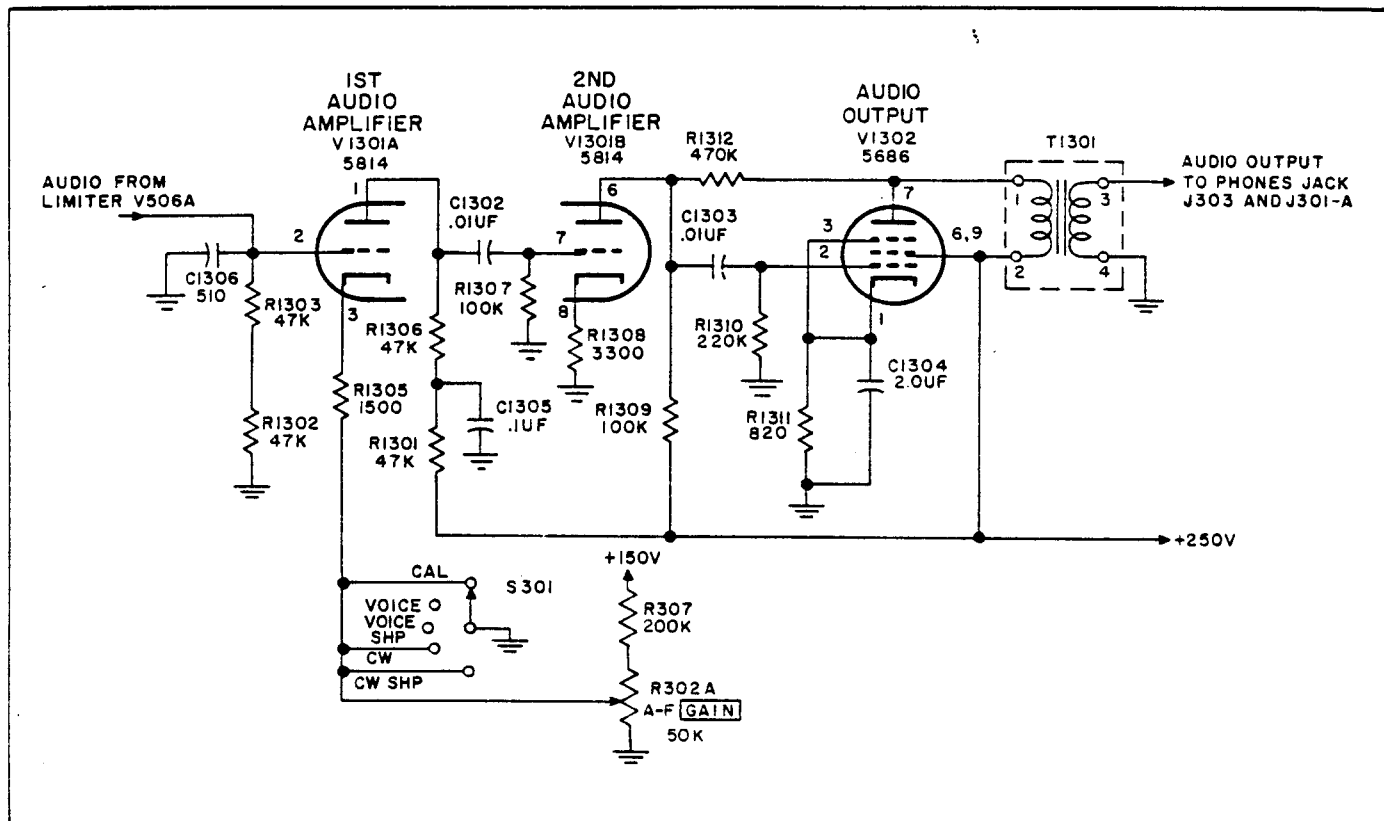 1ST
AUDIO
AMPLIFIER
V1301A
5814
2ND
AUDIO
AMPLIFIER
V1301B
5814
AUDIO
OUTPUT
V1302
5686
R1312
470K
T1301
AUDIO FROM
LIMITER V506A
AUDIO OUTPUT
TO PHONES JACK
J303 AND J301-A
1
2
3
C1306
510
R1303
47K
R1302
47K
R1305
1500
C1302
.01UF
R1307
100K
R1306
47K
C1305
.1UF
R1301
47K
6
7
8
R1308
3300
C1303
.01UF
R1310
220K
R1309
100K
7
3
2
6,9
1
C1304
2.0UF
R1311
820
1
2
3
4
+250V
+150V
CAL
S301
VOICE
VOICE
SHP
CW
CW SHP
R307
200K
R302A
A-F GAIN
50K